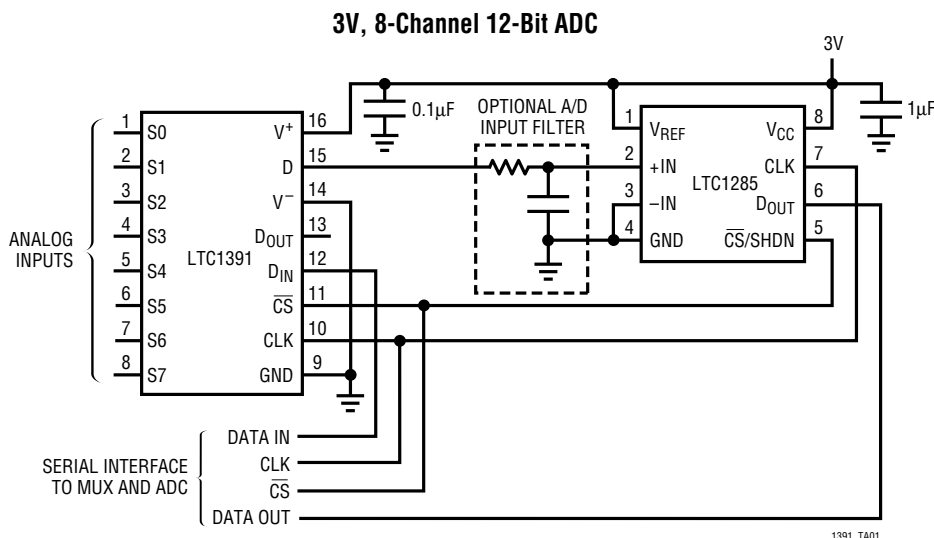 3V, 8-Channel 12-Bit ADC
3V
0.1µF
OPTIONAL A/D
INPUT FILTER
1µF
ANALOG
INPUTS
1 S0
2 S1
3 S2
4 S3
5 S4
6 S5
7 S6
8 S7
LTC1391
V+ 16
D 15
V− 14
DOUT 13
DIN 12
CS 11
CLK 10
GND 9
1 VREF
2 +IN
3 −IN
4 GND
LTC1285
VCC 8
CLK 7
DOUT 6
CS/SHDN 5
SERIAL INTERFACE
TO MUX AND ADC
DATA IN
CLK
CS
DATA OUT
1391 TA01